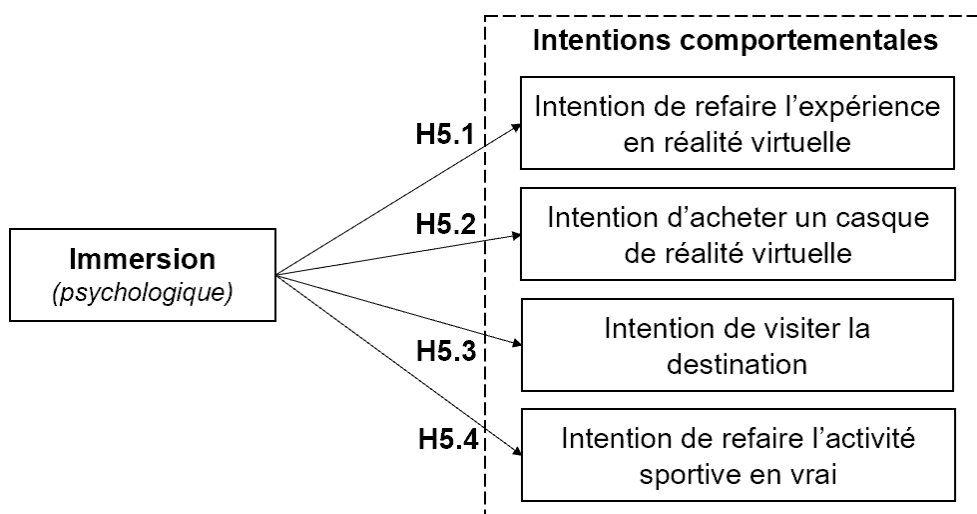 Intentions comportementales
Intention de refaire l’expérience
en réalité virtuelle
H5.1
Intention d’acheter un casque
de réalité virtuelle
H5.2
Immersion
(psychologique)
Intention de visiter la
destination
H5.3
Intention de refaire l’activité
sportive en vrai
H5.4